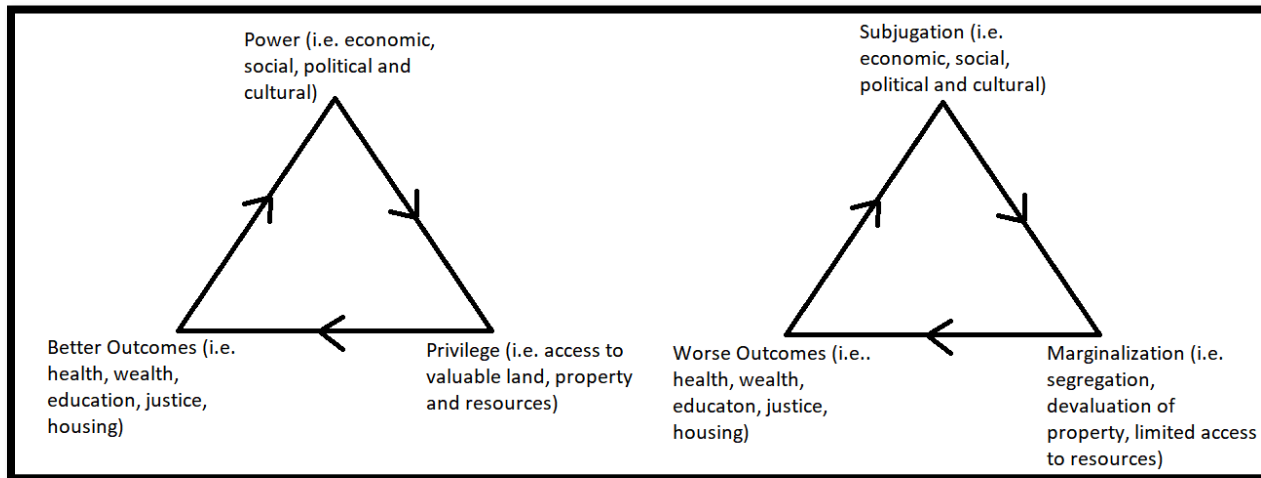 Power (i.e. economic,
social, political and
cultural)
Better Outcomes (i.e.
health, wealth,
education, justice,
housing)
Privilege (i.e. access to
valuable land, property
and resources)
Subjugation (i.e.
economic, social,
political and cultural)
Worse Outcomes (i.e..
health, wealth,
educaton, justice,
housing)
Marginalization (i.e.
segregation,
devaluation of
property, limited access
to resources)